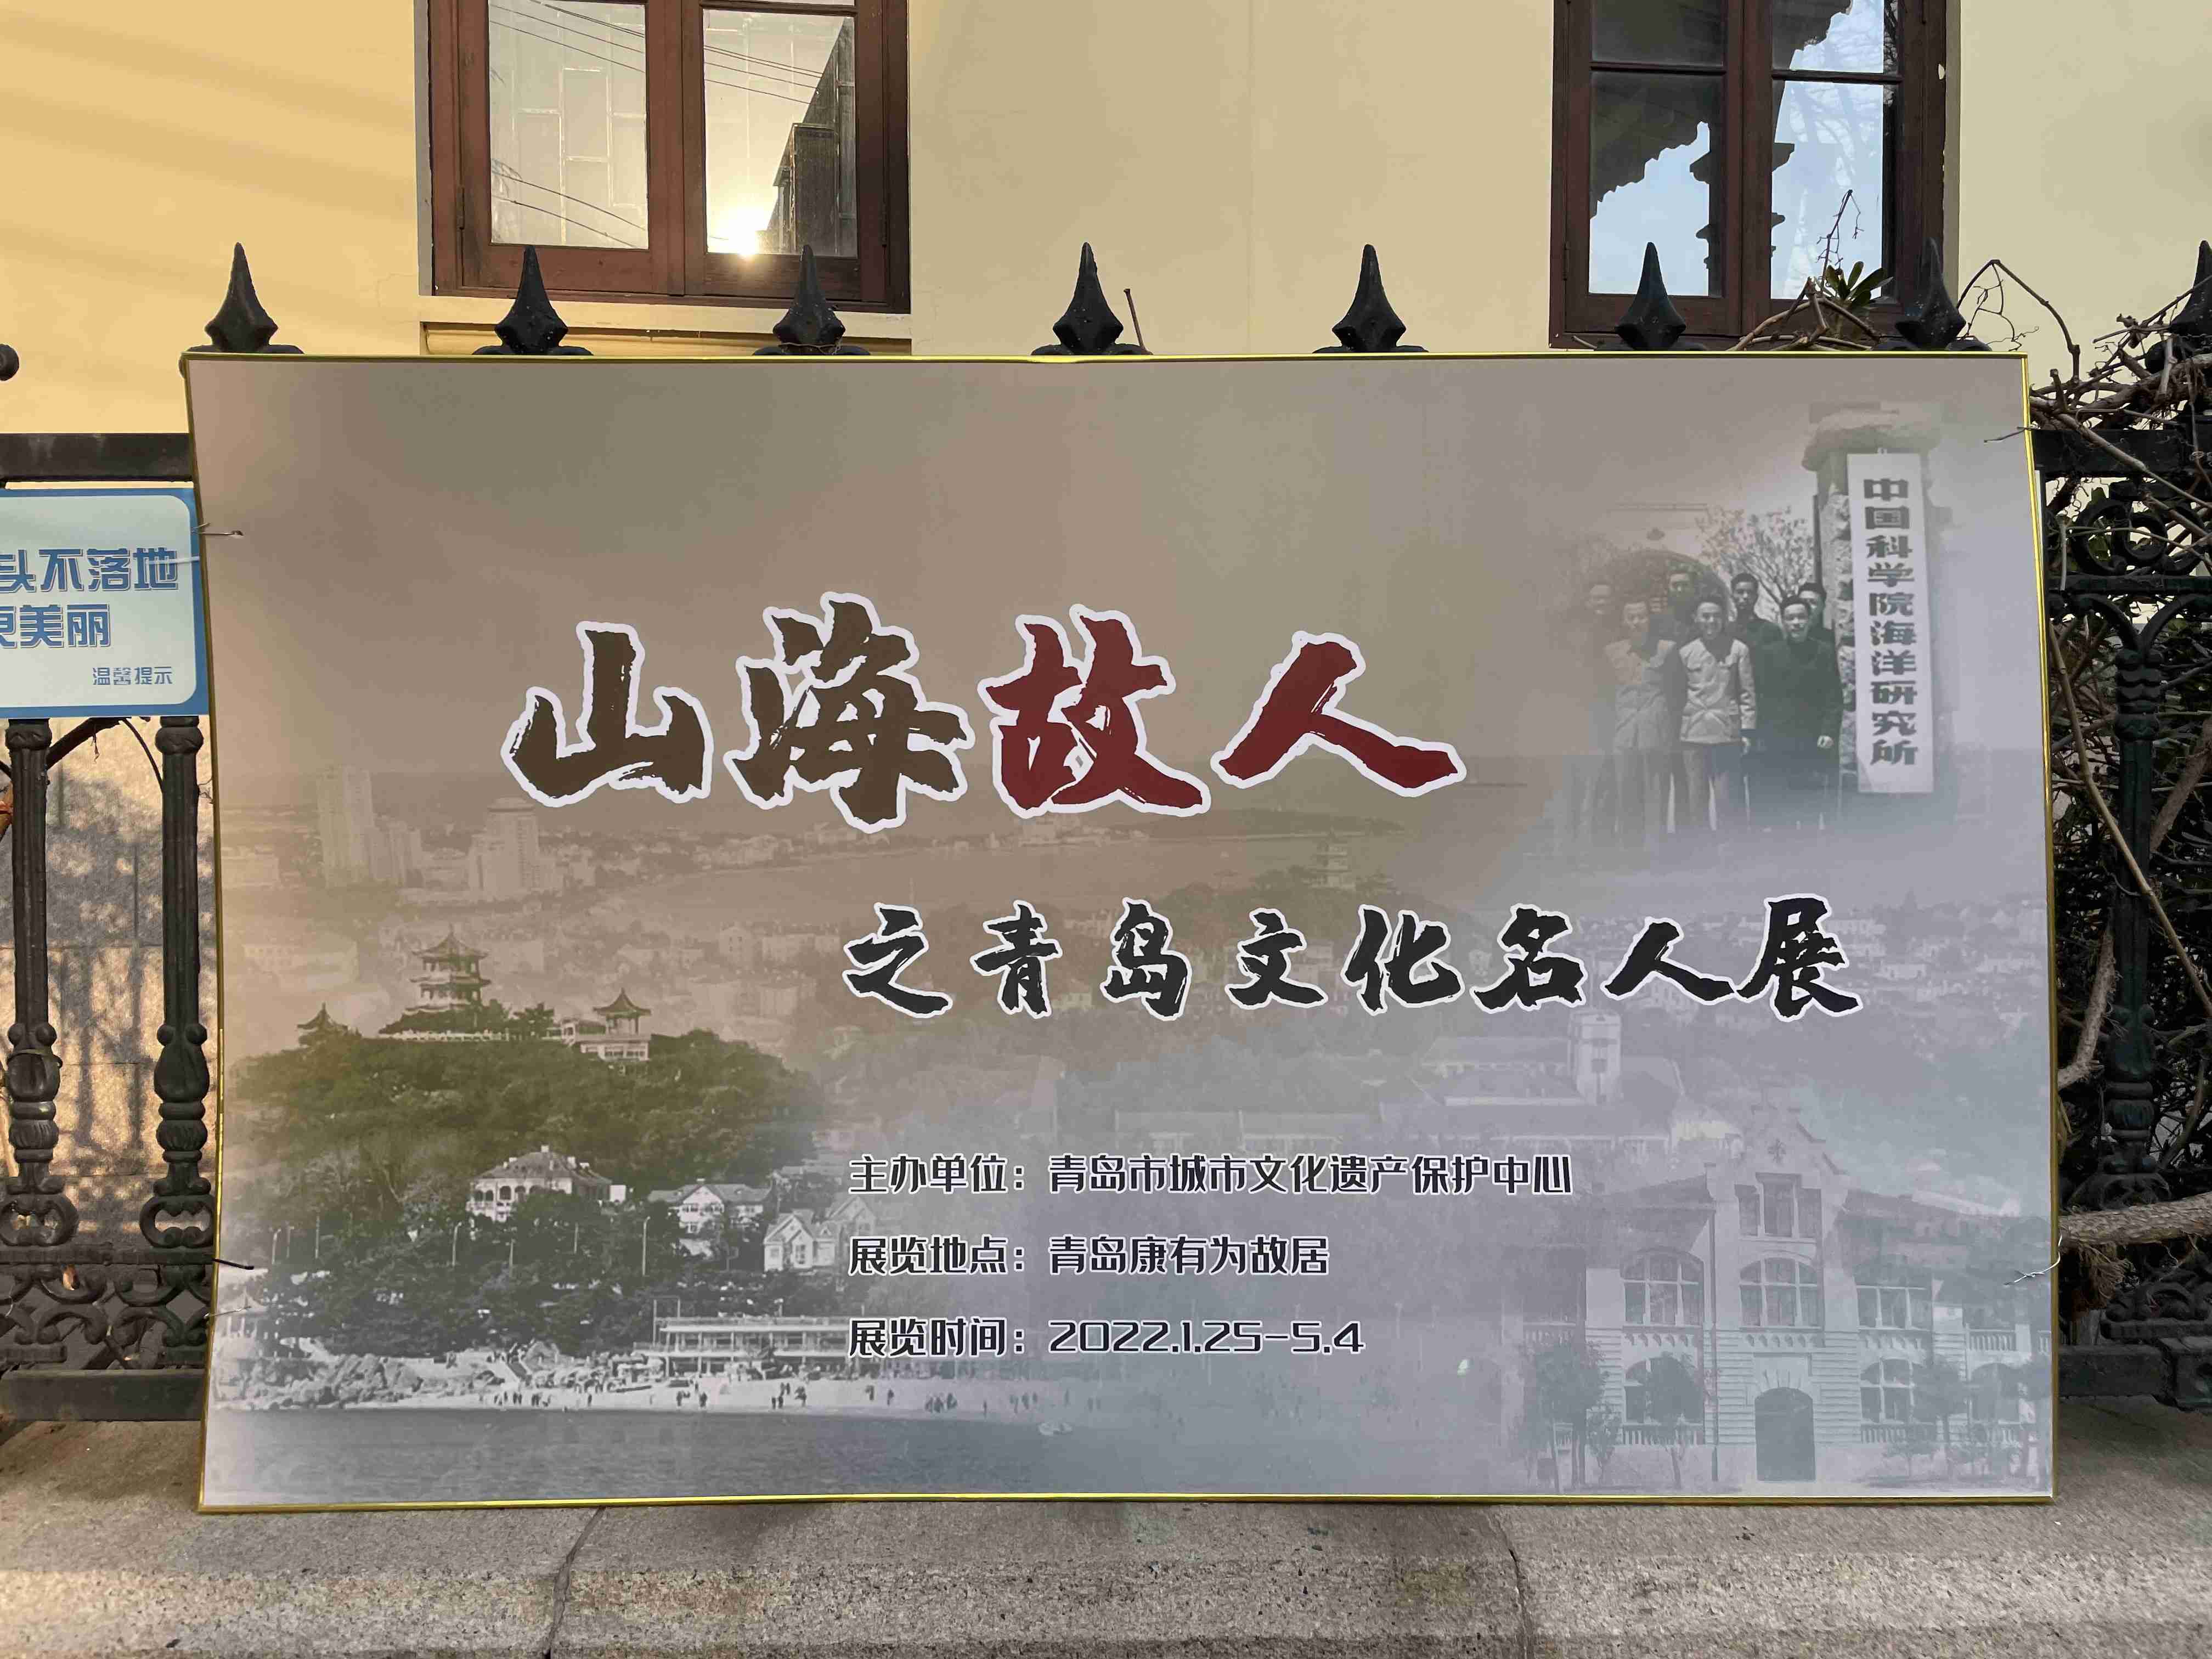 头不落地
更美丽
温馨提示
中国科学院海洋研究所
山海故人
之青岛文化名人展
主办单位：青岛市城市文化遗产保护中心
展览地点：青岛康有为故居
展览时间：2022.1.25-5.4